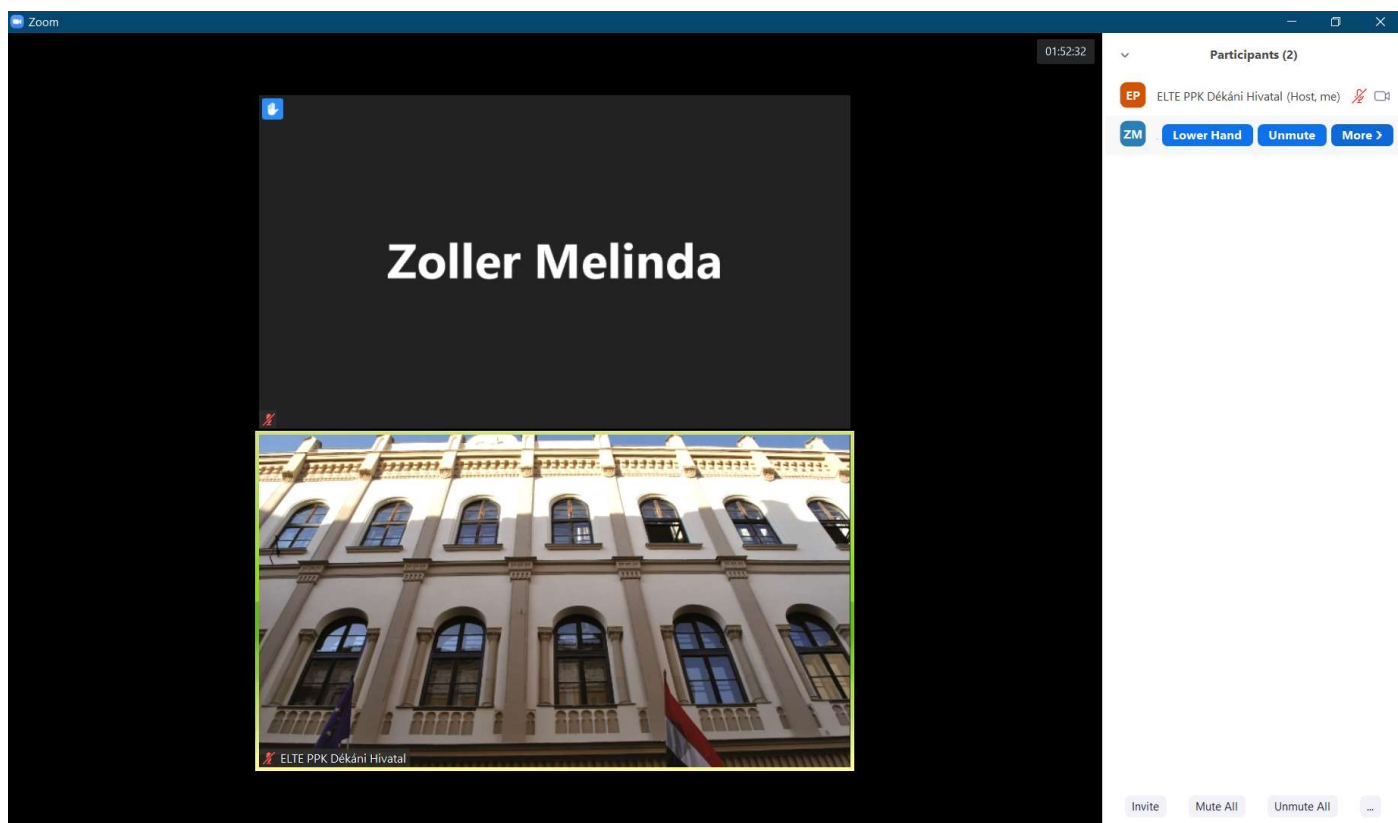 Zoom
01:52:32
Zoller Melinda
ELTE PPK Dékáni Hivatal
Participants (2)
EP ELTE PPK Dékáni Hivatal (Host, me)
ZM Lower Hand Unmute More >
Invite Mute All Unmute All ...